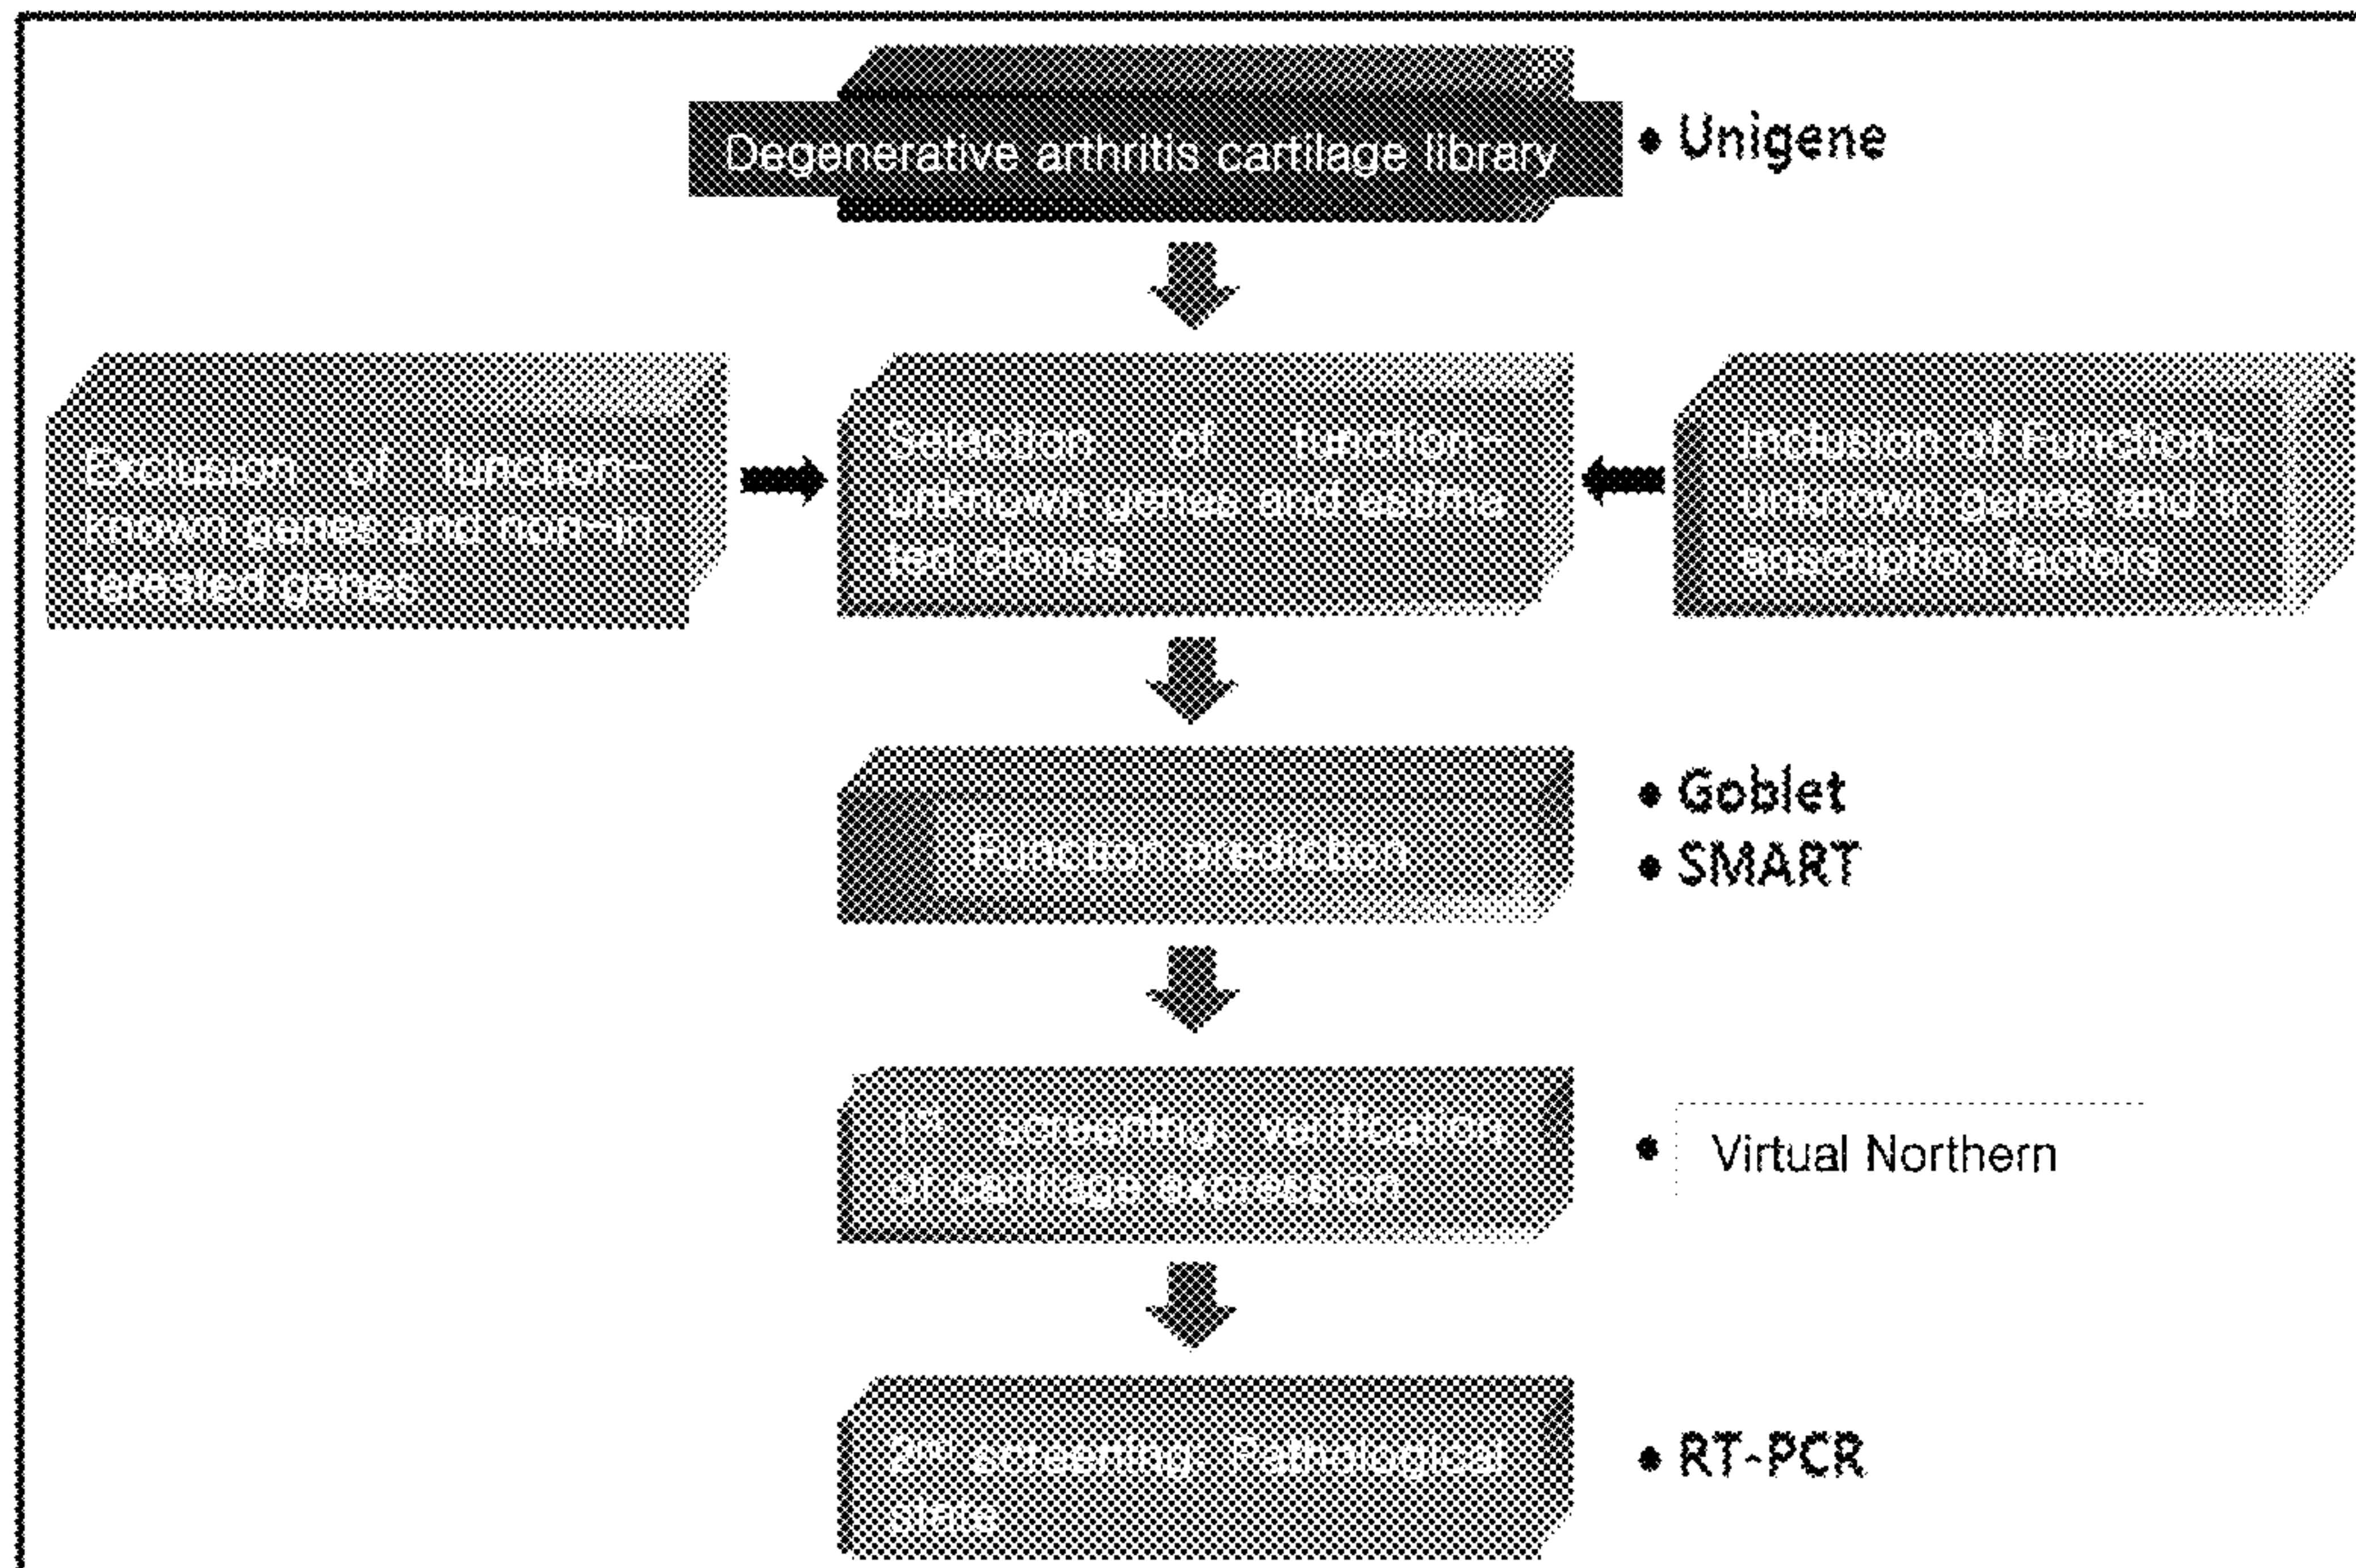 Degenerative arthritis cartilage library
• Unigene
Exclusion of function-
known genes and non-in
terested genes
Selection of function-
unknown genes and estima
ted clones
Inclusion of Function-
unknown genes and tr
anscription factors
Function prediction
• Goblet
• SMART
1st screening: verification
of cartilage expression
• Virtual Northern
2nd screening: Pathological
state
• RT-PCR